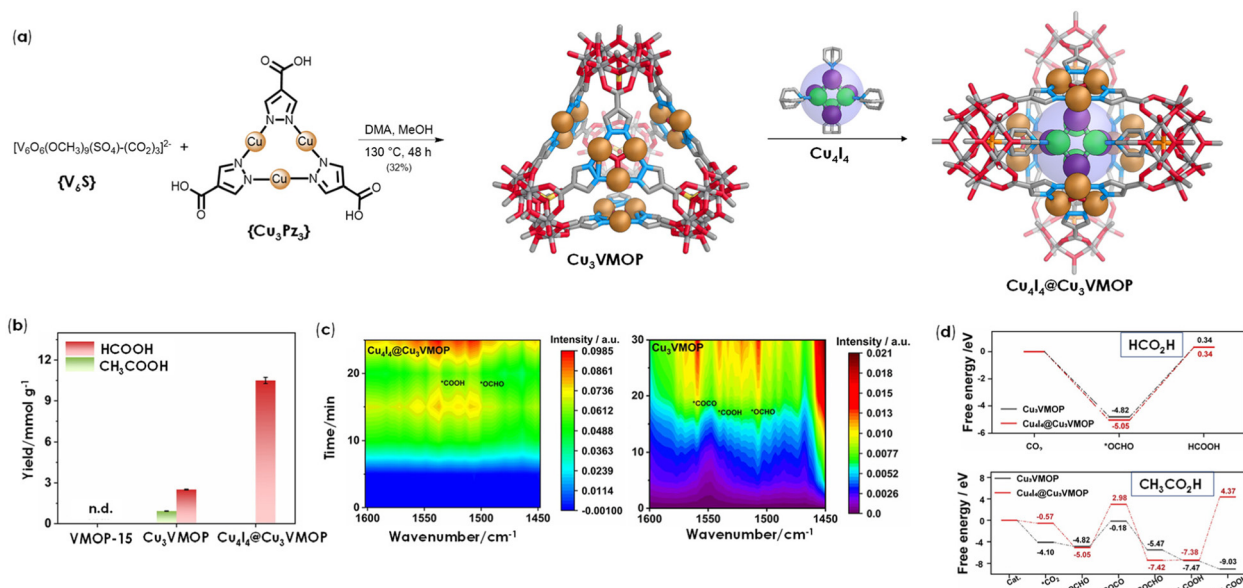 (a)
[V₆O₆(OCH₃)₉(SO₄)-(CO₂)₃]²⁻ +
{V₆S}
O
OH
N N
Cu Cu
N N
N Cu N
HO
O
O
OH
{Cu₃Pz₃}
DMA, MeOH
130 °C, 48 h
(32%)
Cu₃VMOP
Cu₄I₄
Cu₄I₄@Cu₃VMOP
(b)
Yield/mmol g⁻¹
12
9
6
3
0
HCOOH
CH₃COOH
n.d.
VMOP-15 Cu₃VMOP Cu₄I₄@Cu₃VMOP
(c)
Time/min
30
20
10
0
Cu₄I₄@Cu₃VMOP
*COOH *OCHO
1600 1550 1500 1450
Wavenumber/cm⁻¹
Intensity / a.u.
0.0985
0.0861
0.0736
0.0612
0.0487
0.0363
0.0239
0.0114
-0.00100
30
25
20
15
10
5
0
Cu₃VMOP
*COCO
*COOH
*OCHO
1600 1550 1500 1450
Wavenumber/cm⁻¹
Intensity / a.u.
0.021
0.018
0.015
0.013
0.010
0.0078
0.0052
0.0026
0.0
(d)
Free energy /eV
0
-2
-4
-6
HCO₂H
0.34
0.34
-4.82
-5.05
Cu₃VMOP
Cu₄I₄@Cu₃VMOP
CO₂ *OCHO HCOOH
Free energy / eV
8
4
0
-4
-8
Cu₃VMOP
Cu₄I₄@Cu₃VMOP
CH₃CO₂H
4.37
2.98
-0.57
-0.18
-4.10
-4.82
-5.05
-5.47
-7.42
-7.38
-7.47
-9.03
Cat. *CO₂